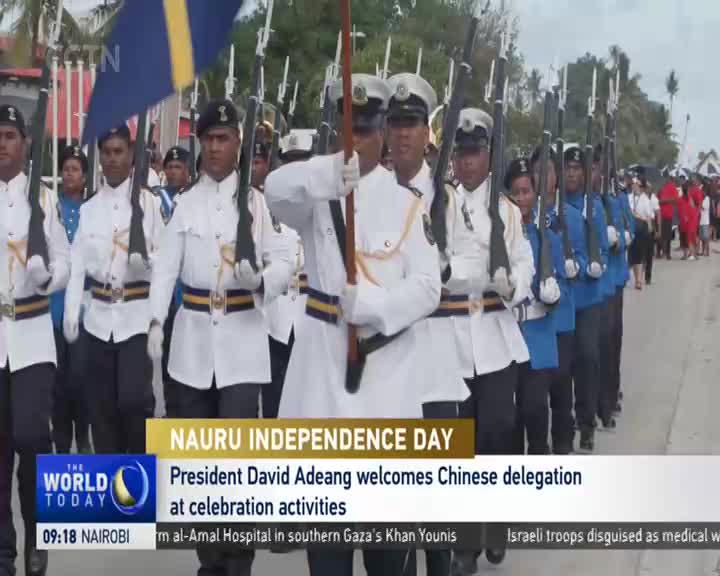 CGTN
NAURU INDEPENDENCE DAY
THE WORLD TODAY
President David Adeang welcomes Chinese delegation
at celebration activities
09:18 NAIROBI
rm al-Amal Hospital in southern Gaza's Khan Younis
Israeli troops disguised as medical w